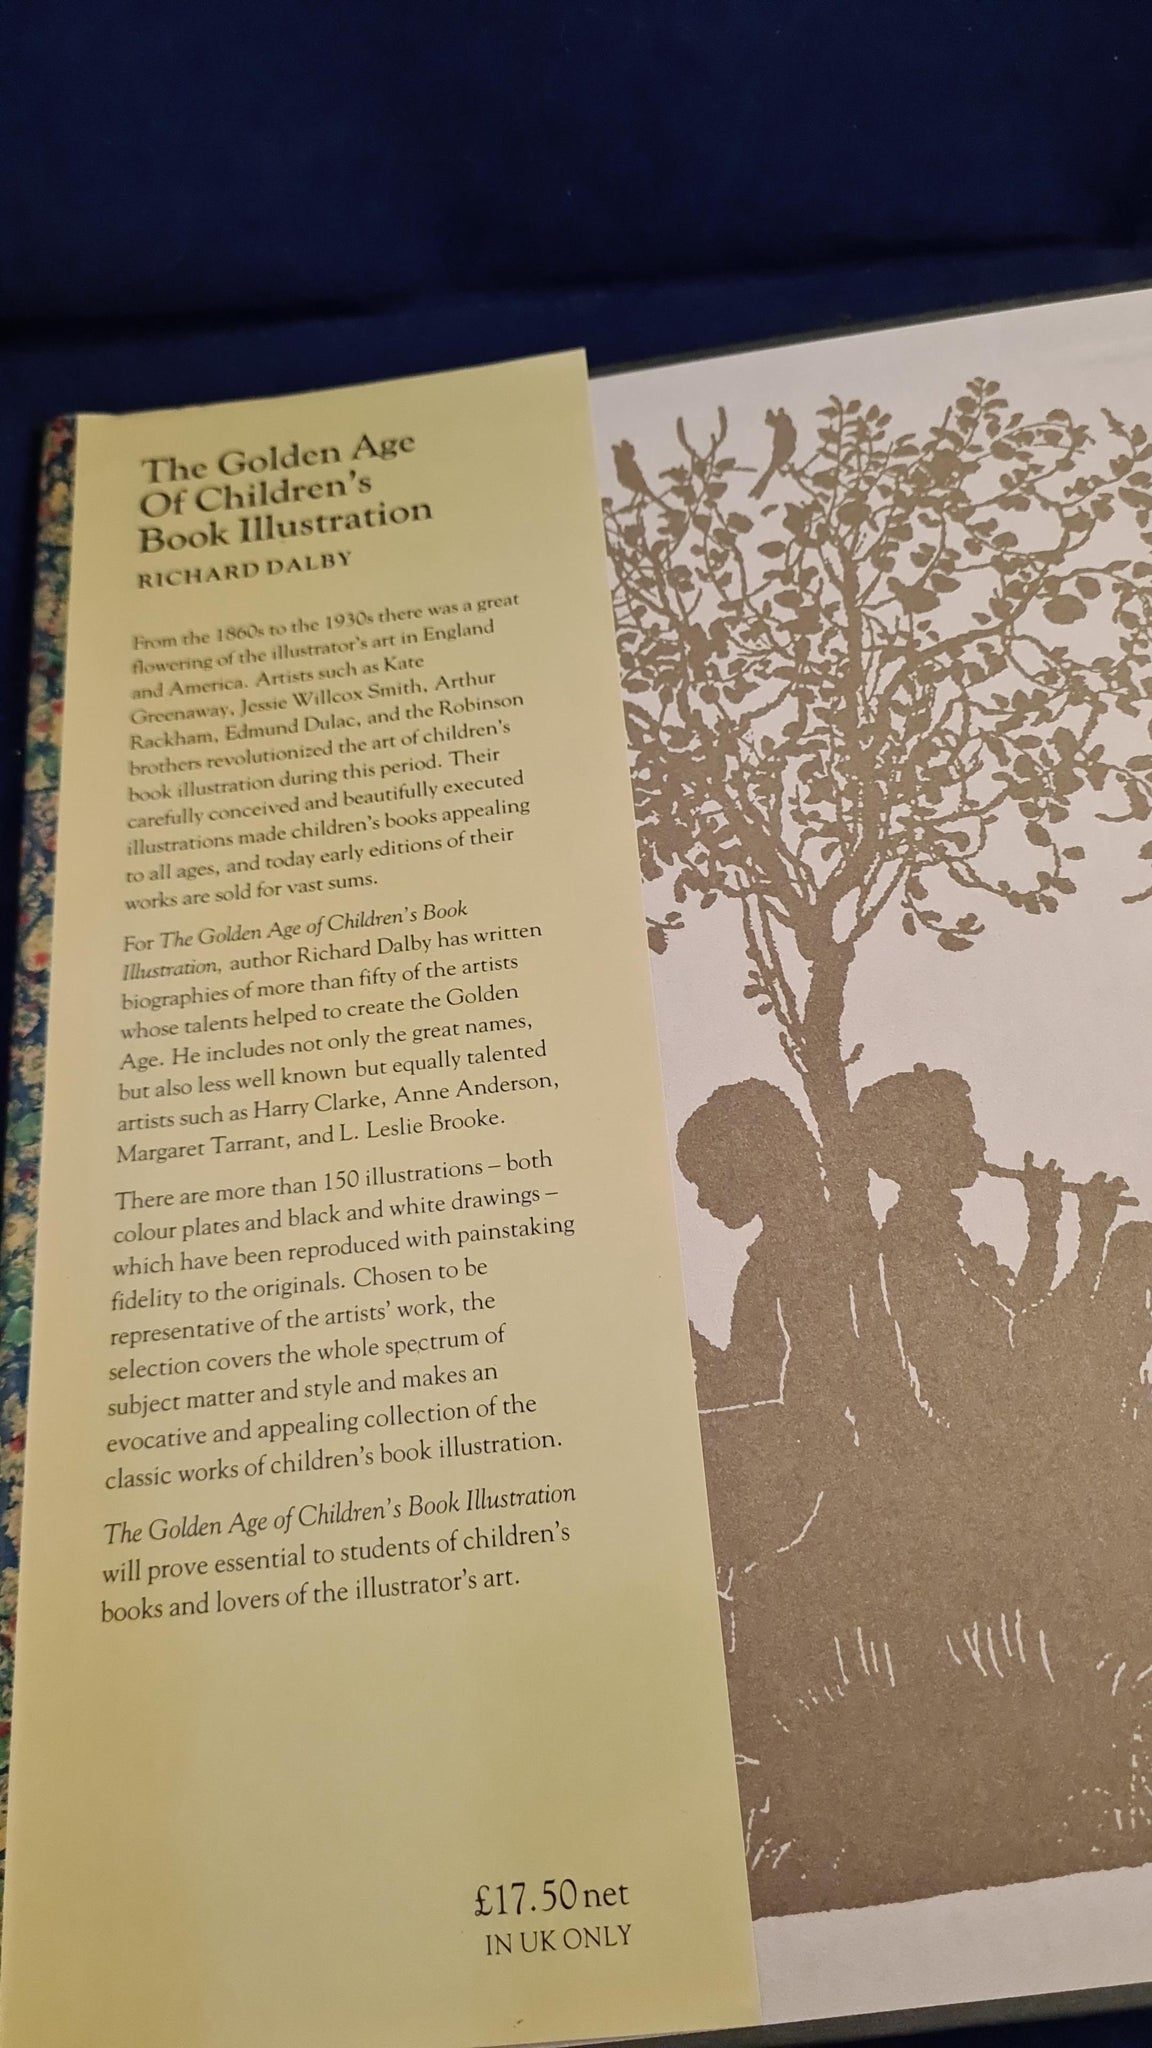 The Golden Age
Of Children's
Book Illustration
RICHARD DALBY
From the 1860s to the 1930s there was a great
flowering of the illustrator's art in England
and America. Artists such as Kate
Greenaway, Jessie Willcox Smith, Arthur
Rackham, Edmund Dulac, and the Robinson
brothers revolutionized the art of children's
book illustration during this period. Their
carefully conceived and beautifully executed
illustrations made children's books appealing
to all ages, and today early editions of their
works are sold for vast sums.
For The Golden Age of Children's Book
Illustration, author Richard Dalby has written
biographies of more than fifty of the artists
whose talents helped to create the Golden
Age. He includes not only the great names,
but also less well known but equally talented
artists such as Harry Clarke, Anne Anderson,
Margaret Tarrant, and L. Leslie Brooke.
There are more than 150 illustrations – both
colour plates and black and white drawings –
which have been reproduced with painstaking
fidelity to the originals. Chosen to be
representative of the artists' work, the
selection covers the whole spectrum of
subject matter and style and makes an
evocative and appealing collection of the
classic works of children's book illustration.
The Golden Age of Children's Book Illustration
will prove essential to students of children's
books and lovers of the illustrator's art.
£17.50 net
IN UK ONLY